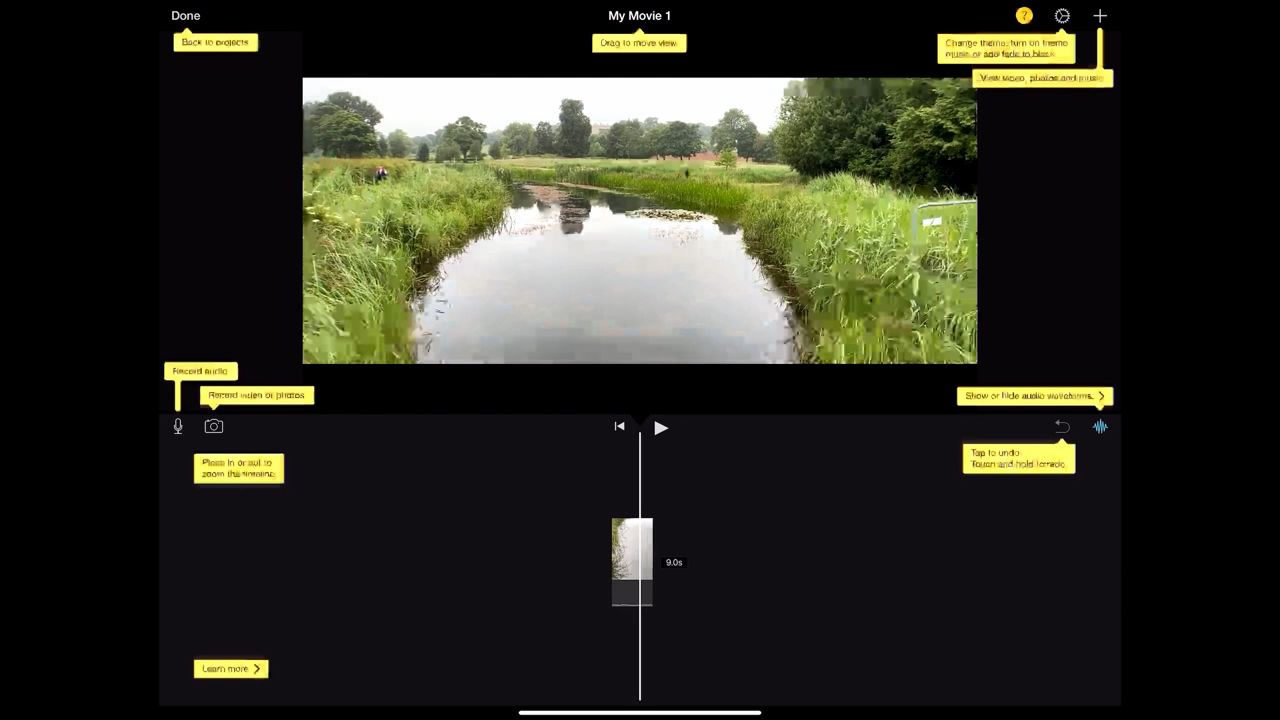 Done
My Movie 1
?
Back to projects
Drag to move view
Change theme, turn on theme
music or add fade to black
View video, photos and music
Record audio
Record video or photos
Show or hide audio waveforms
Pinch in or out to
zoom the timeline
Tap to undo
Touch and hold to redo
9.0s
Learn more